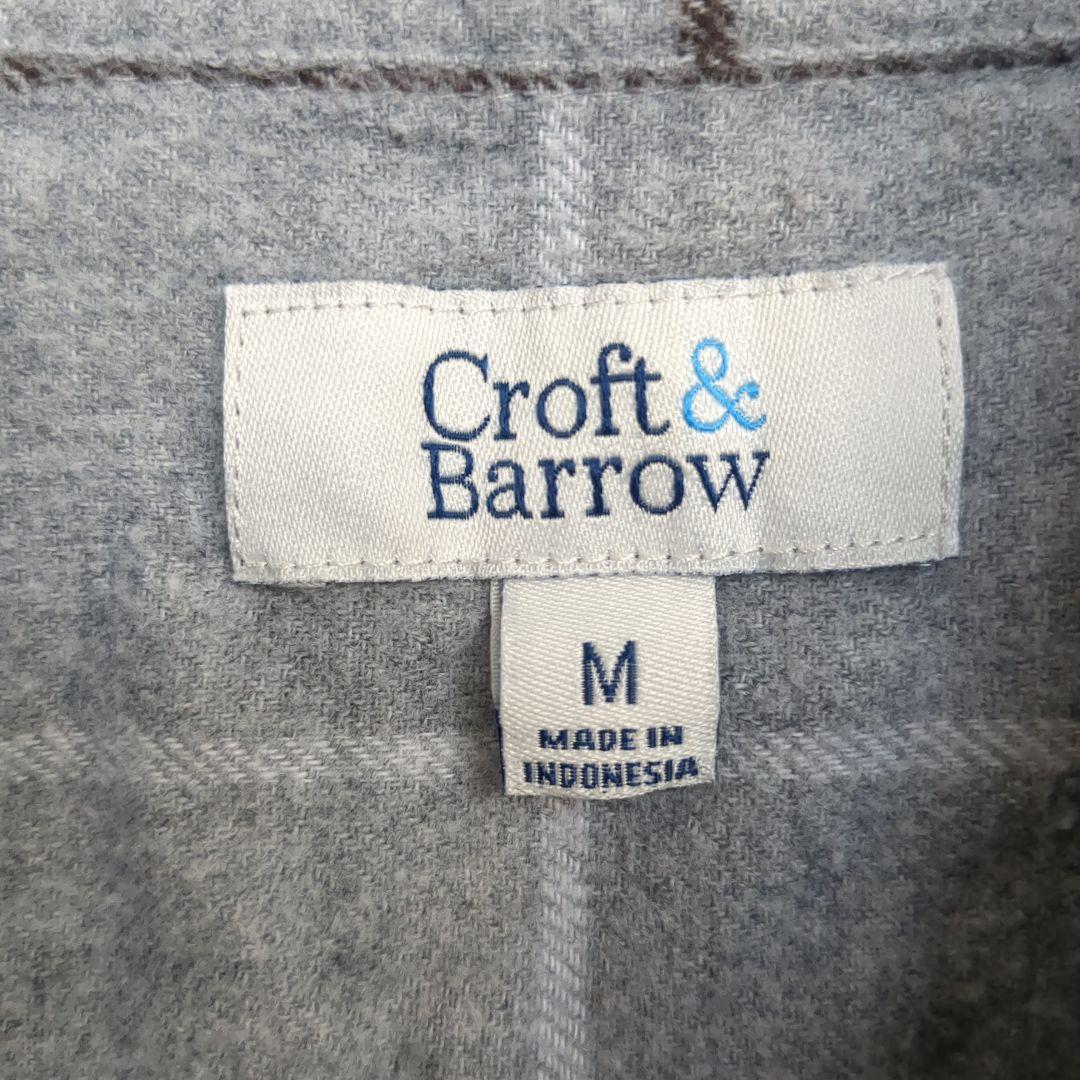 Croft &
Barrow
M
MADE IN
INDONESIA